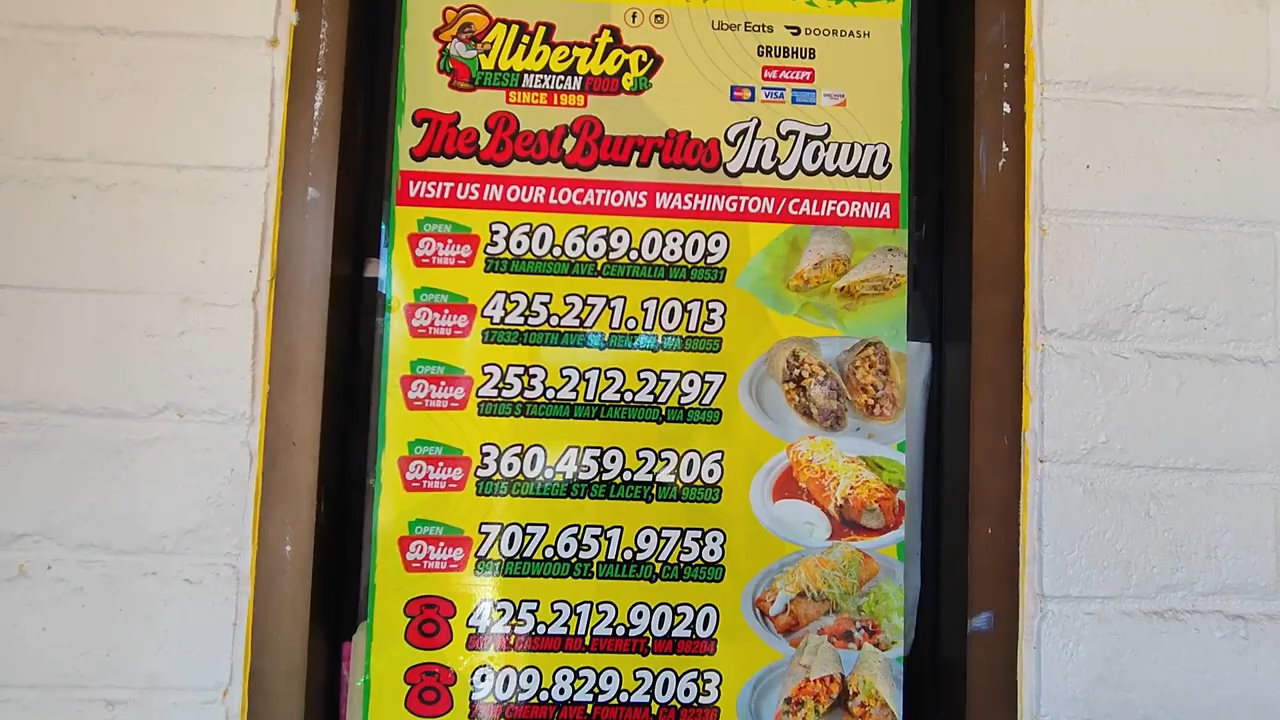 Uber Eats DOORDASH
Alibertos JR.
GRUBHUB
FRESH MEXICAN FOOD
WE ACCEPT
SINCE 1989
VISA
The Best Burritos In Town
VISIT US IN OUR LOCATIONS WASHINGTON / CALIFORNIA
OPEN Drive THRU 360.669.0809
713 HARRISON AVE. CENTRALIA WA 98531
OPEN Drive THRU 425.271.1013
17832 108TH AVE SE, RENTON, WA 98055
OPEN Drive THRU 253.212.2797
10105 S TACOMA WAY LAKEWOOD, WA 98499
OPEN Drive THRU 360.459.2206
1015 COLLEGE ST SE LACEY, WA 98503
OPEN Drive THRU 707.651.9758
991 REDWOOD ST. VALLEJO, CA 94590
425.212.9020
CASINO RD. EVERETT, WA 98204
909.829.2063
CHERRY AVE. FONTANA, CA 92336